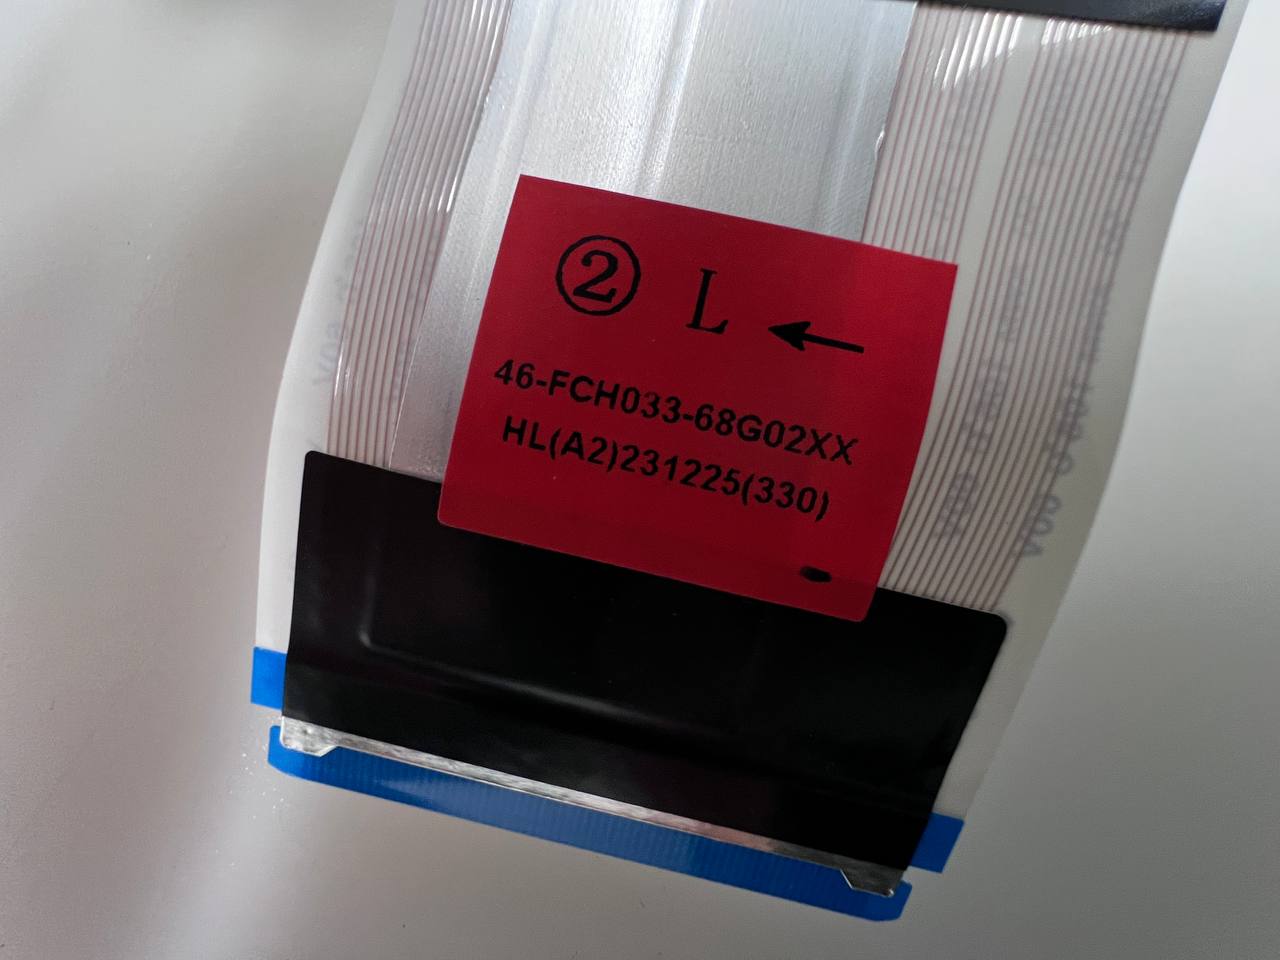 ② L ←
46-FCH033-68G02XX
HL(A2)231225(330)